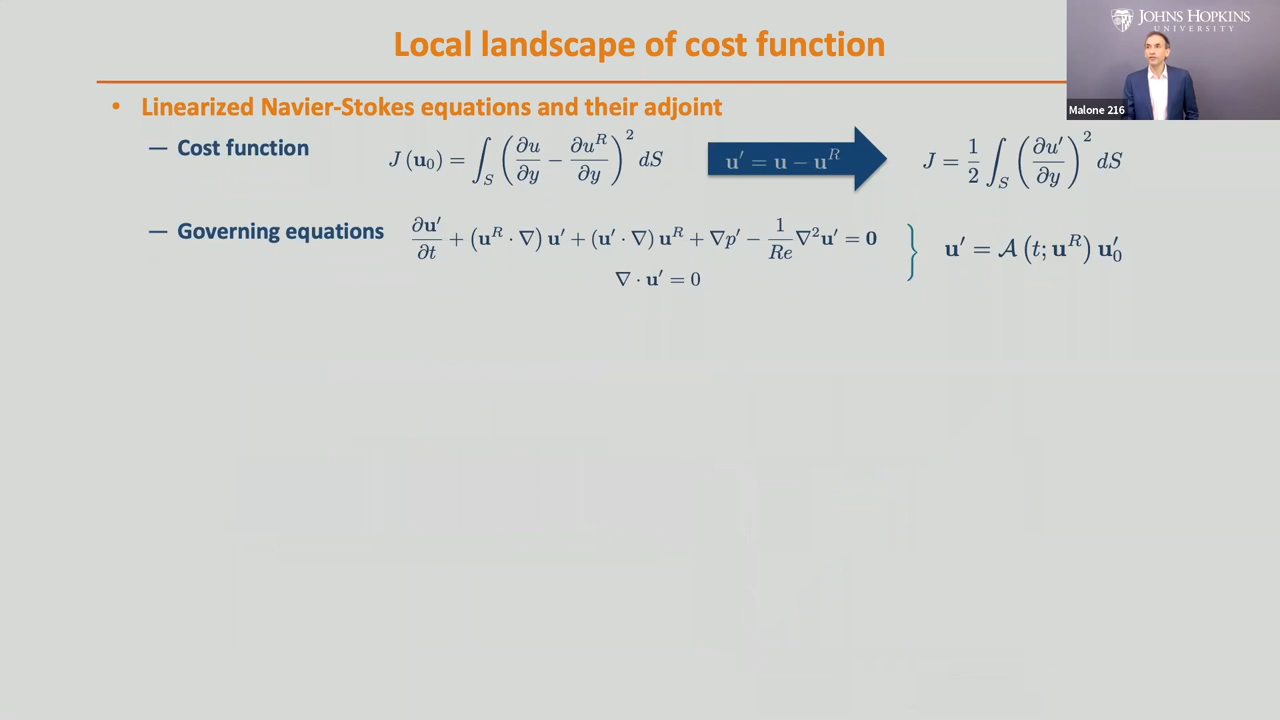 JOHNS HOPKINS
UNIVERSITY
Malone 216
Local landscape of cost function
• Linearized Navier-Stokes equations and their adjoint
— Cost function J(u₀) = ∫_S (∂u/∂y − ∂u^R/∂y)² dS u′ = u − u^R J = 1/2 ∫_S (∂u′/∂y)² dS
— Governing equations ∂u′/∂t + (u^R · ∇) u′ + (u′ · ∇) u^R + ∇p′ − 1/Re ∇²u′ = 0 } u′ = 𝒜(t; u^R) u′₀
∇ · u′ = 0